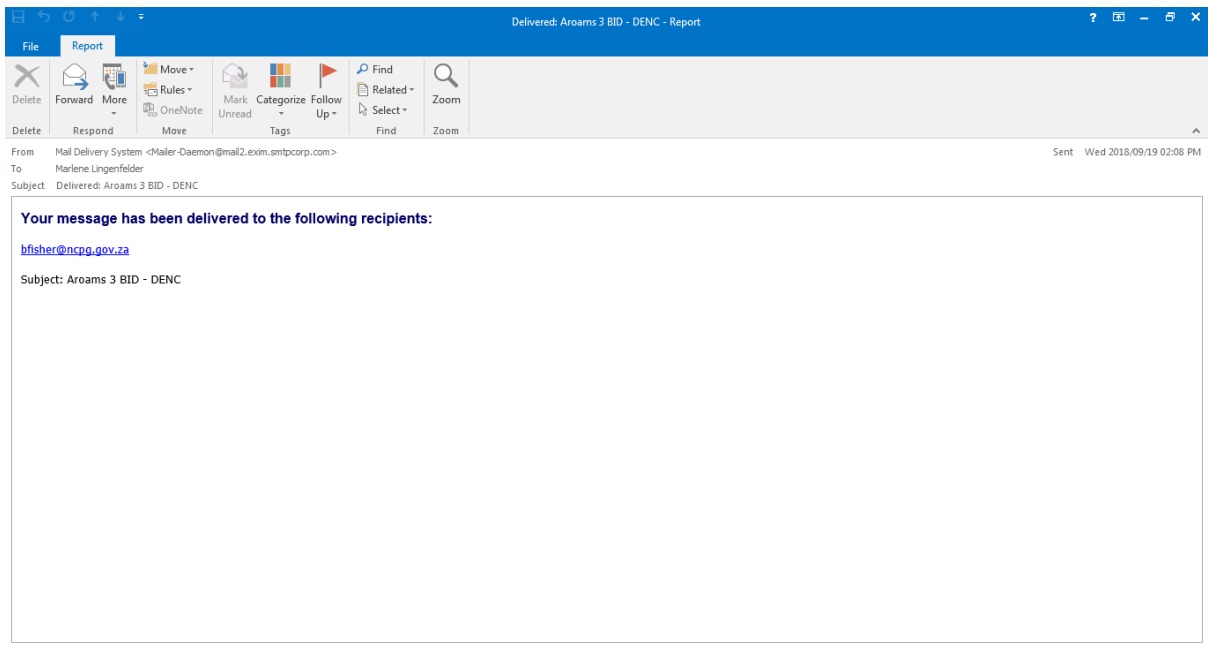 Delivered: Aroams 3 BID - DENC - Report
File Report
Delete Forward More Move Rules OneNote Mark Unread Categorize Follow Up Find Related Select Zoom
Delete Respond Move Tags Find Zoom
From Mail Delivery System <Mailer-Daemon@mail2.exim.smtpcorp.com> Sent Wed 2018/09/19 02:08 PM
To Marlene Lingenfelder
Subject Delivered: Aroams 3 BID - DENC
Your message has been delivered to the following recipients:
bfisher@ncpg.gov.za
Subject: Aroams 3 BID - DENC